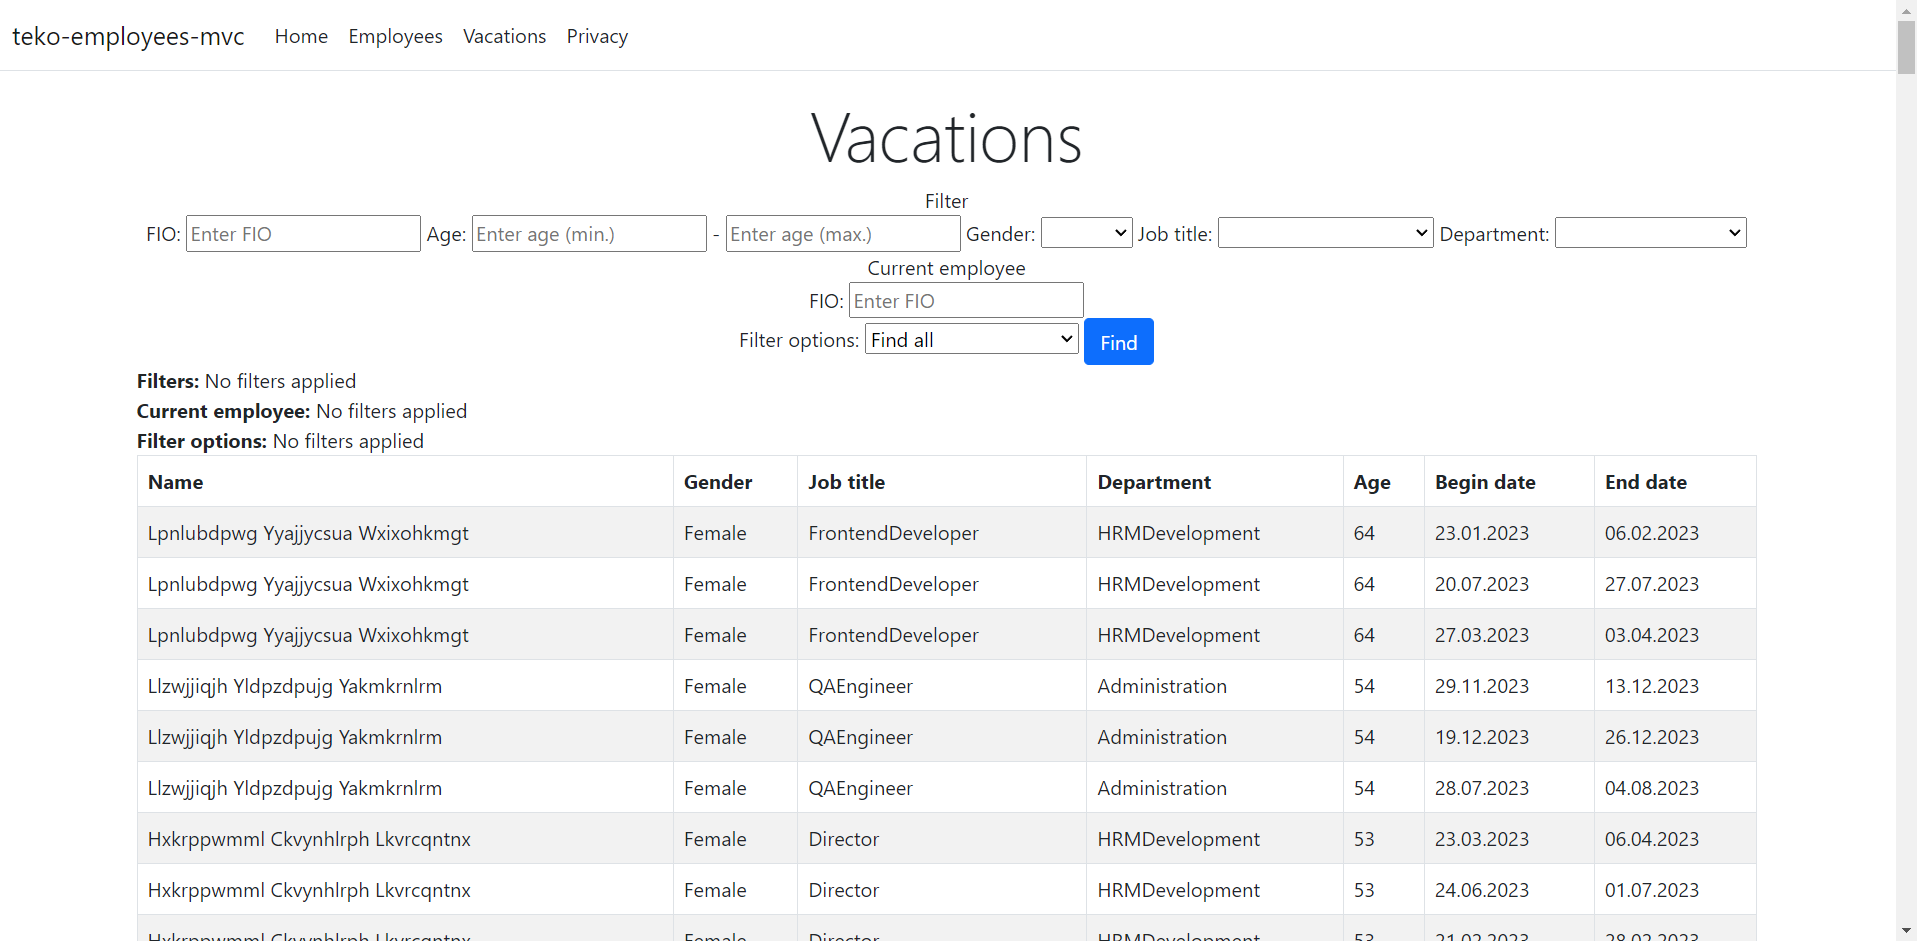 teko-employees-mvc Home Employees Vacations Privacy
Vacations
Filter
FIO: Enter FIO Age: Enter age (min.) - Enter age (max.) Gender: Job title: Department:
Current employee
FIO: Enter FIO
Filter options: Find all Find
Filters: No filters applied
Current employee: No filters applied
Filter options: No filters applied
Name Gender Job title Department Age Begin date End date
Lpnlubdpwg Yyajjycsua Wxixohkmgt Female FrontendDeveloper HRMDevelopment 64 23.01.2023 06.02.2023
Lpnlubdpwg Yyajjycsua Wxixohkmgt Female FrontendDeveloper HRMDevelopment 64 20.07.2023 27.07.2023
Lpnlubdpwg Yyajjycsua Wxixohkmgt Female FrontendDeveloper HRMDevelopment 64 27.03.2023 03.04.2023
Llzwjjiqjh Yldpzdpujg Yakmkrnlrm Female QAEngineer Administration 54 29.11.2023 13.12.2023
Llzwjjiqjh Yldpzdpujg Yakmkrnlrm Female QAEngineer Administration 54 19.12.2023 26.12.2023
Llzwjjiqjh Yldpzdpujg Yakmkrnlrm Female QAEngineer Administration 54 28.07.2023 04.08.2023
Hxkrppwmml Ckvynhlrph Lkvrcqntnx Female Director HRMDevelopment 53 23.03.2023 06.04.2023
Hxkrppwmml Ckvynhlrph Lkvrcqntnx Female Director HRMDevelopment 53 24.06.2023 01.07.2023
Hxkrppwmml Ckvynhlrph Lkvrcqntnx Female Director HRMDevelopment 53 21.02.2023 28.02.2023